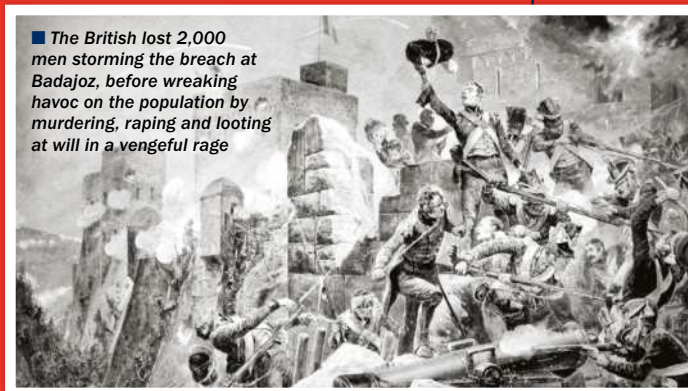 The British lost 2,000
men storming the breach at
Badajoz, before wreaking
havoc on the population by
murdering, raping and looting
at will in a vengeful rage